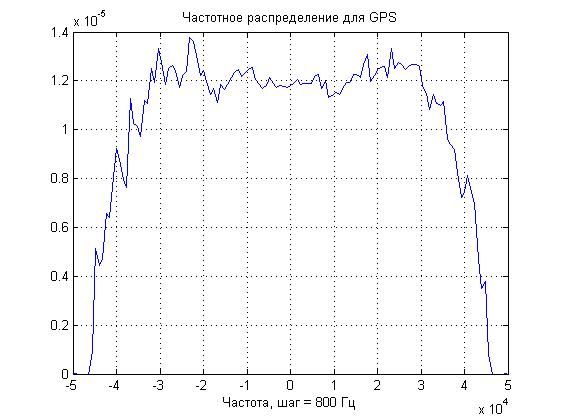 Частотное распределение для GPS
x 10^-5
1.4
1.2
1
0.8
0.6
0.4
0.2
0
-5 -4 -3 -2 -1 0 1 2 3 4 5
Частота, шаг = 800 Гц
x 10^4